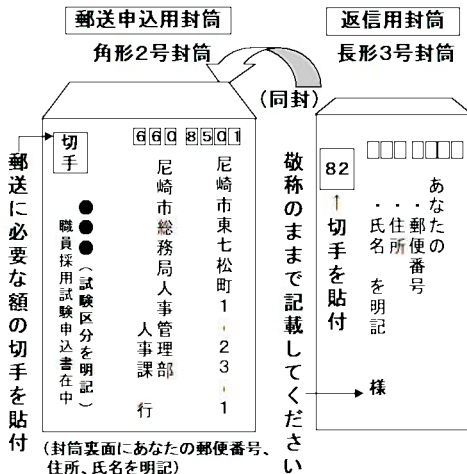 郵送申込用封筒
角形2号封筒
返信用封筒
長形3号封筒
(同封)
切手
郵送に必要な額の切手を貼付
6608501
尼崎市東七松町1-23-1
尼崎市総務局人事管理部
人事課 行
●●●(試験区分を明記)
職員採用試験申込書在中
(封筒裏面にあなたの郵便番号、
住所、氏名を明記)
敬称のままで記載してください
82
↑切手を貼付
あなたの
・郵便番号
・住所
・氏名 を明記
様